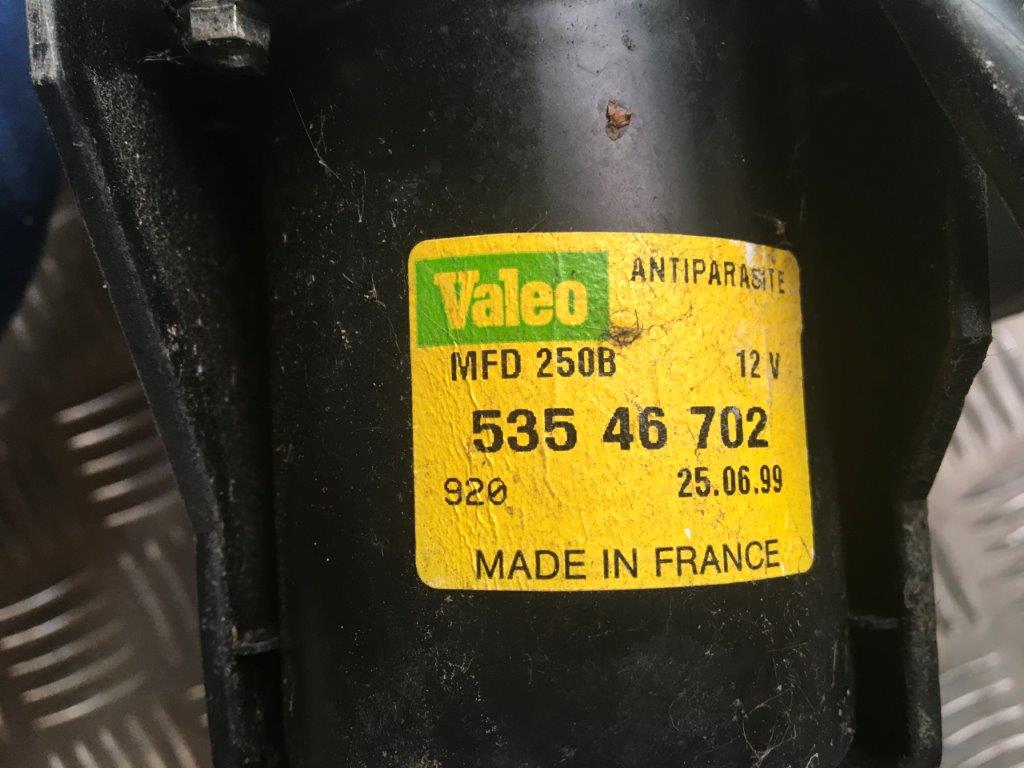 Valeo ANTIPARASITE
MFD 250B 12 V
535 46 702
920 25.06.99
MADE IN FRANCE